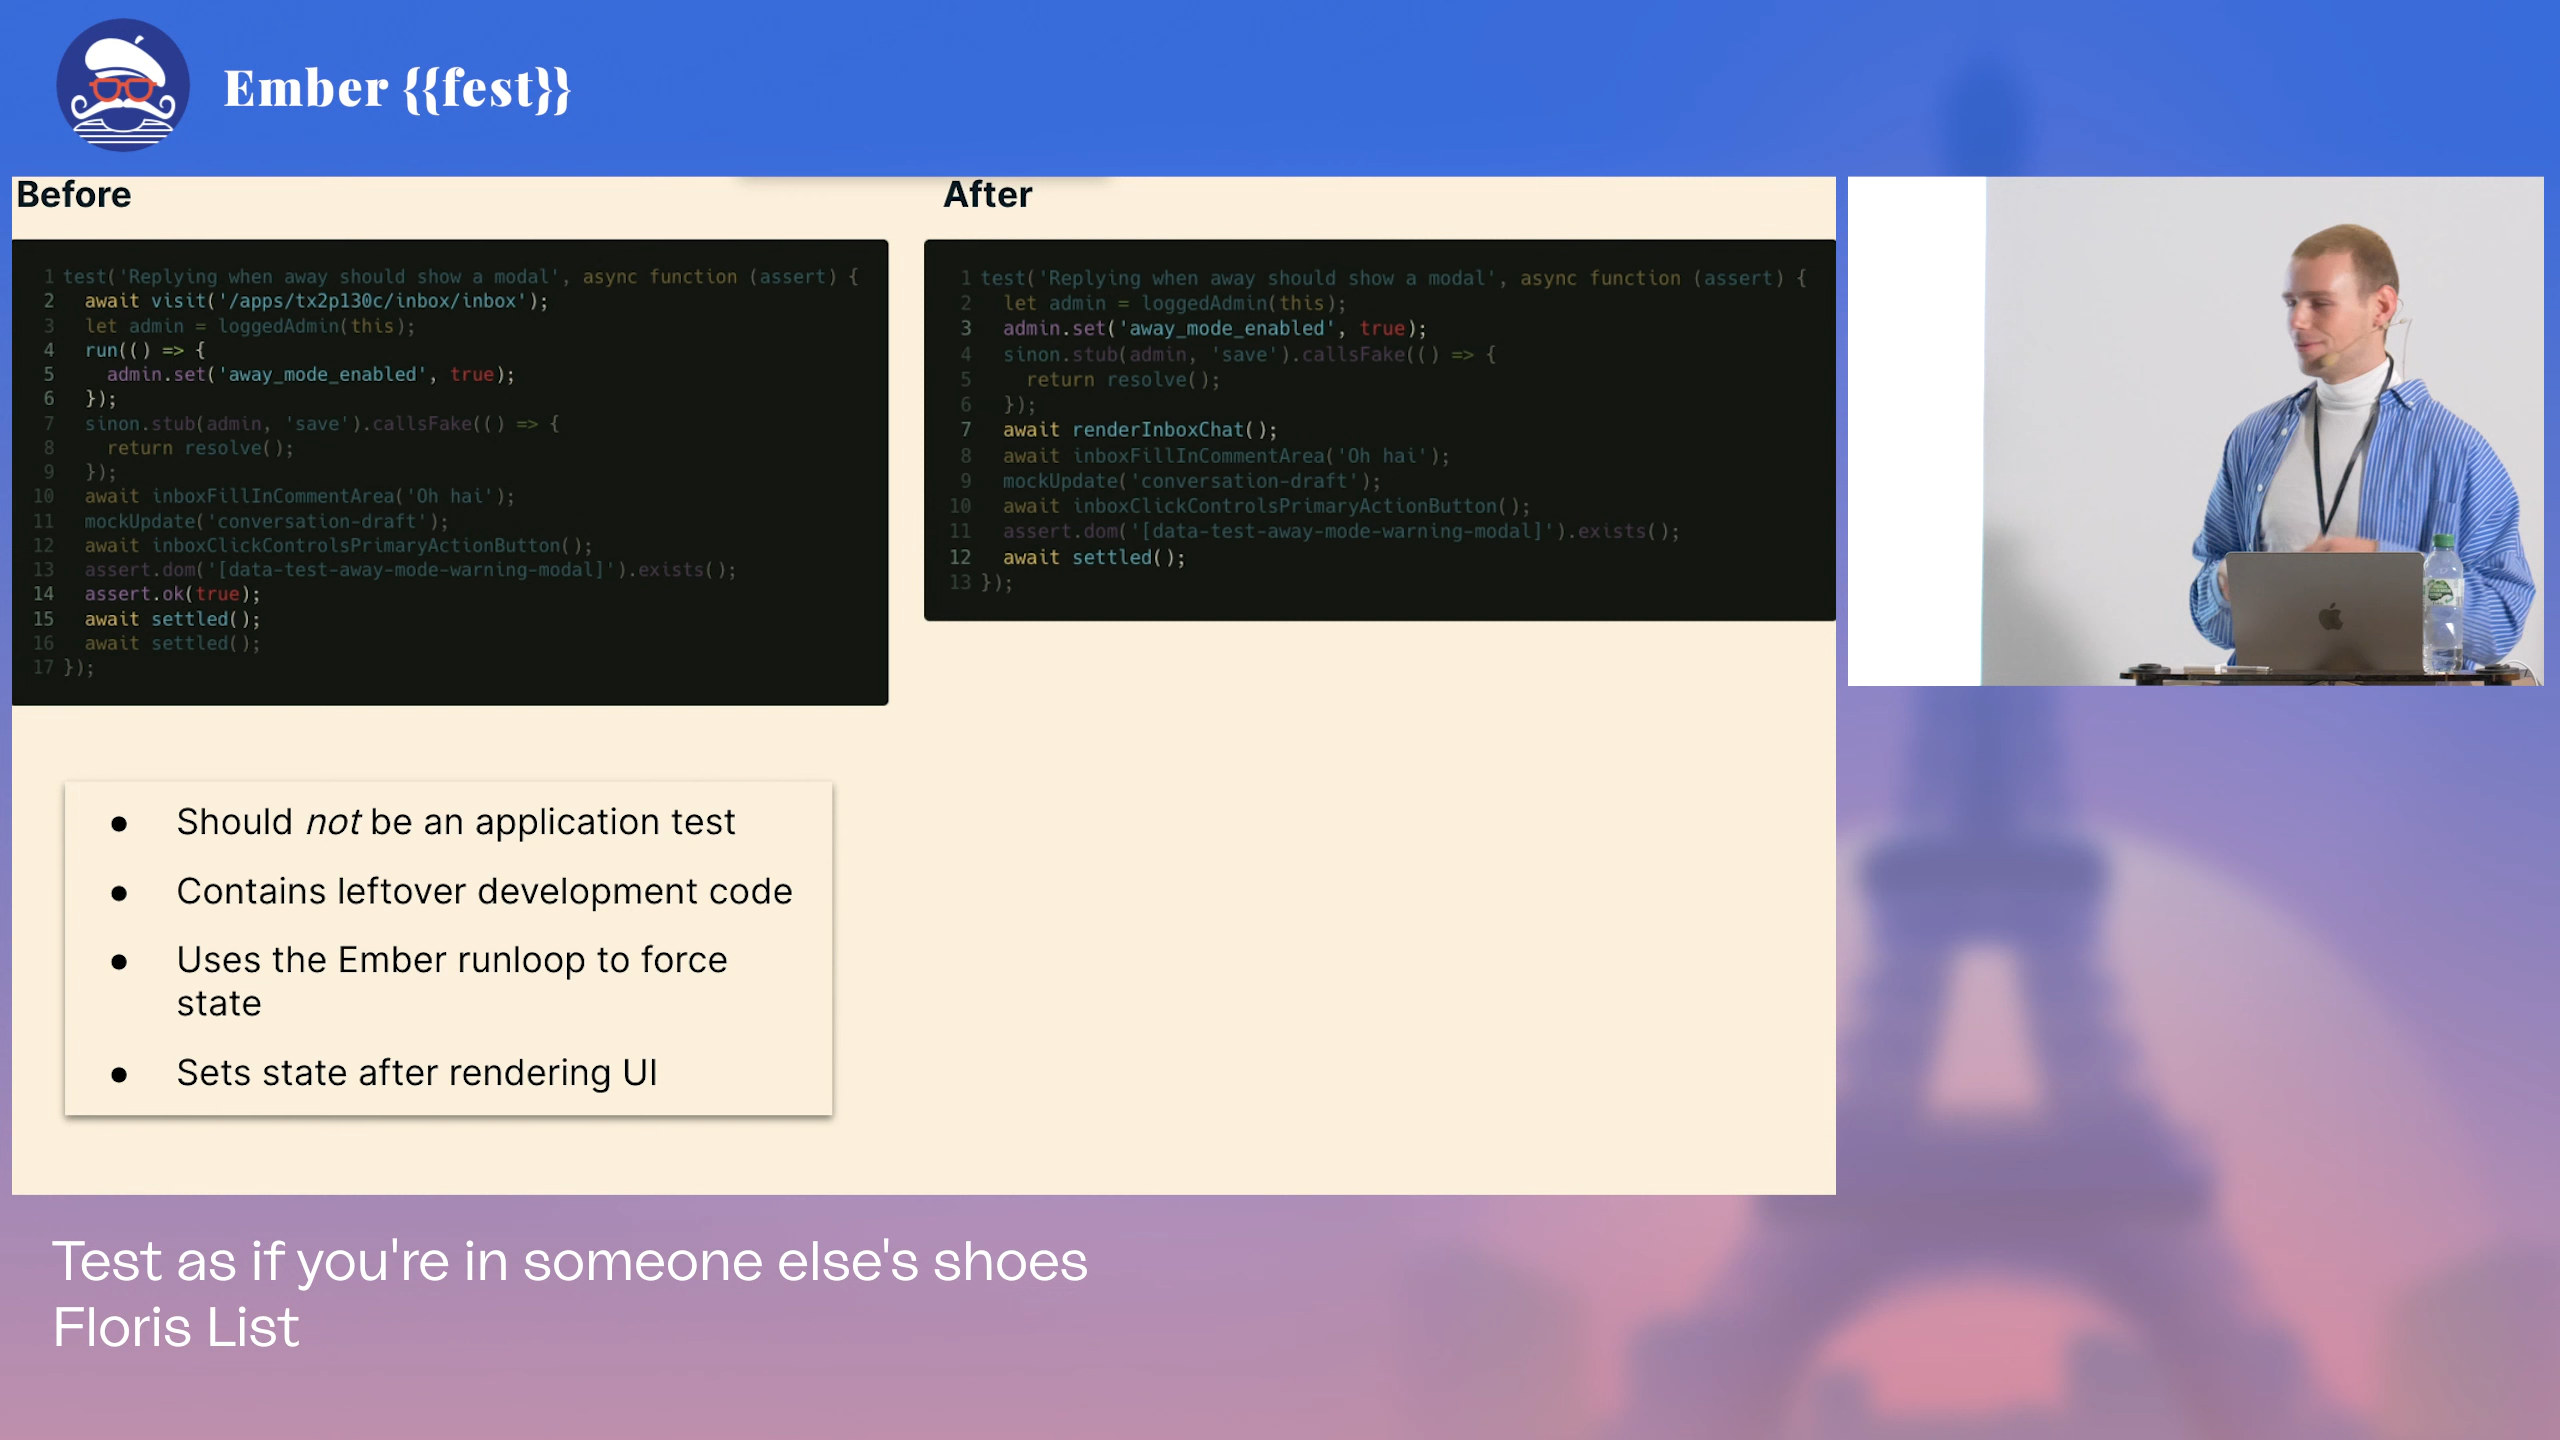 Ember {{fest}}
Before
1 test('Replying when away should show a modal', async function (assert) {
2 await visit('/apps/tx2p130c/inbox/inbox');
3 let admin = loggedAdmin(this);
4 run(() => {
5 admin.set('away_mode_enabled', true);
6 });
7 sinon.stub(admin, 'save').callsFake(() => {
8 return resolve();
9 });
10 await inboxFillInCommentArea('Oh hai');
11 mockUpdate('conversation-draft');
12 await inboxClickControlsPrimaryActionButton();
13 assert.dom('[data-test-away-mode-warning-modal]').exists();
14 assert.ok(true);
15 await settled();
16 await settled();
17 });
After
1 test('Replying when away should show a modal', async function (assert) {
2 let admin = loggedAdmin(this);
3 admin.set('away_mode_enabled', true);
4 sinon.stub(admin, 'save').callsFake(() => {
5 return resolve();
6 });
7 await renderInboxChat();
8 await inboxFillInCommentArea('Oh hai');
9 mockUpdate('conversation-draft');
10 await inboxClickControlsPrimaryActionButton();
11 assert.dom('[data-test-away-mode-warning-modal]').exists();
12 await settled();
13 });
● Should not be an application test
● Contains leftover development code
● Uses the Ember runloop to force
state
● Sets state after rendering UI
Test as if you're in someone else's shoes
Floris List